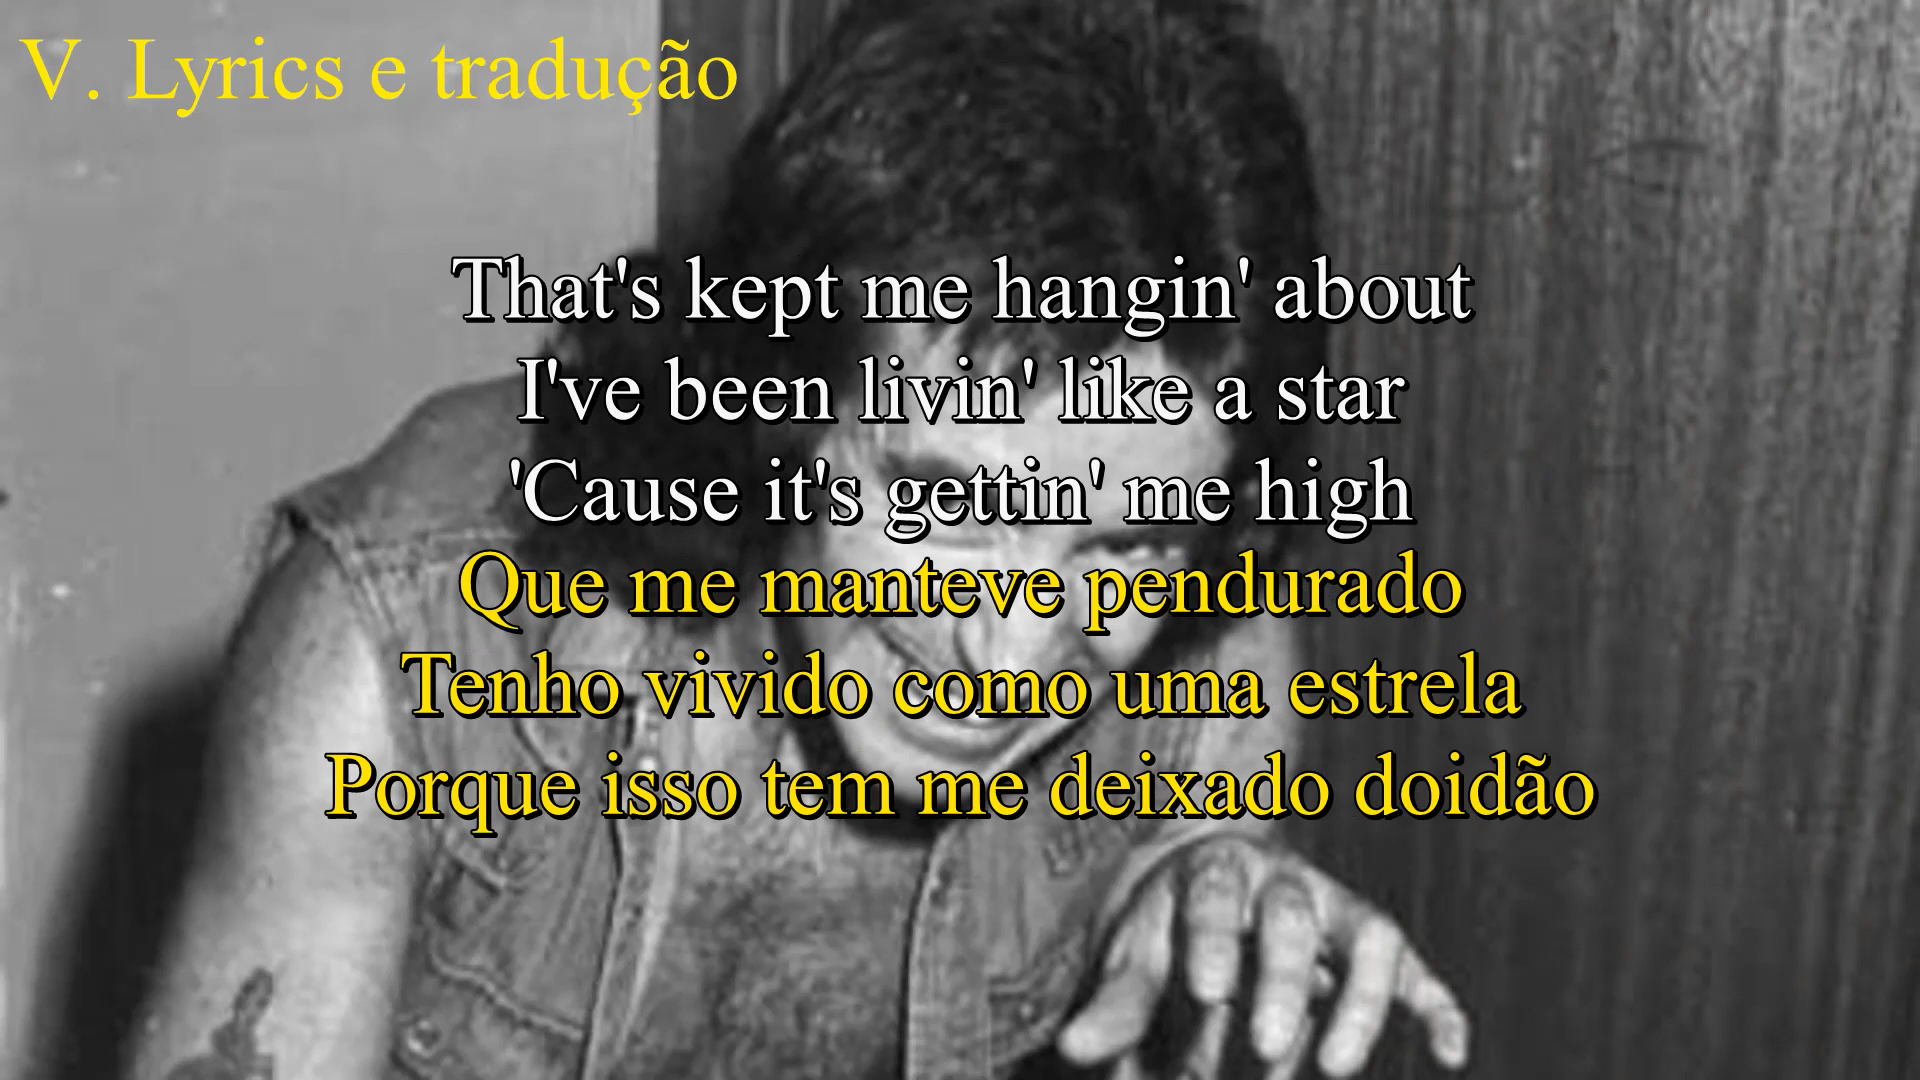 V. Lyrics e tradução
That's kept me hangin' about
I've been livin' like a star
'Cause it's gettin' me high
Que me manteve pendurado
Tenho vivido como uma estrela
Porque isso tem me deixado doidão